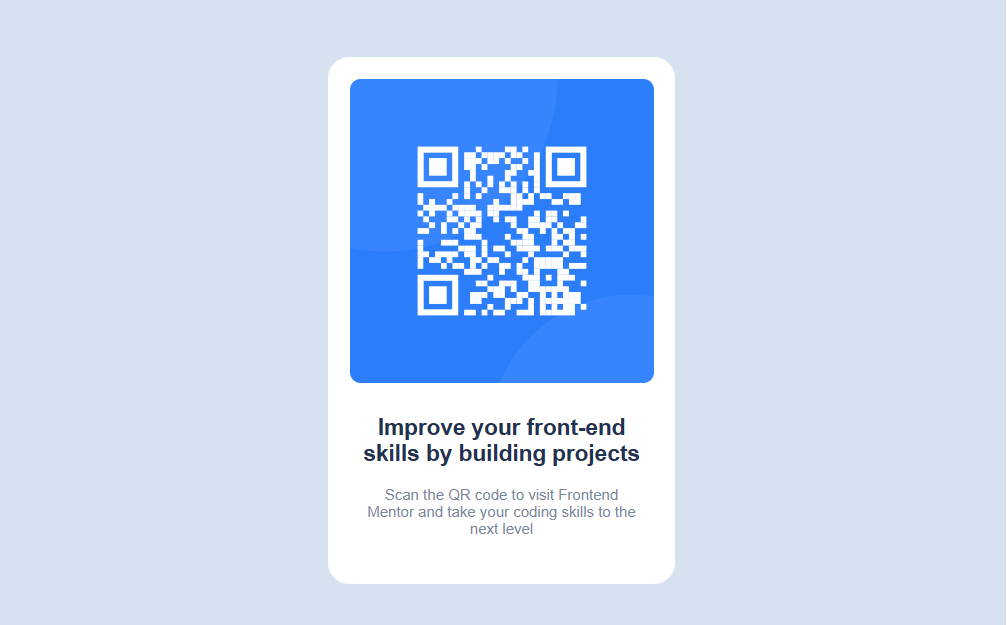 Improve your front-end
skills by building projects
Scan the QR code to visit Frontend
Mentor and take your coding skills to the
next level